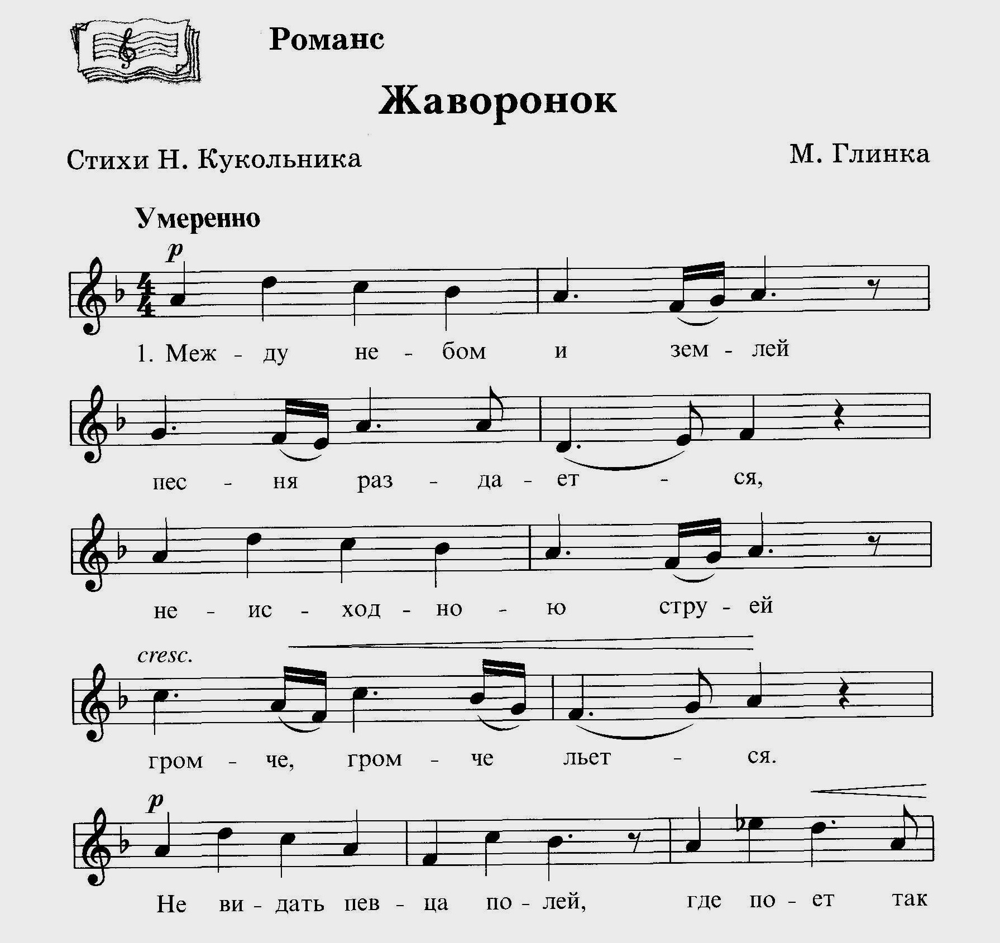 Романс
Жаворонок
Стихи Н. Кукольника М. Глинка
Умеренно
p
4
4
1. Меж - ду не - бом и зем - лей
пес - ня раз - да - ет - ся,
не - ис - ход - но - ю стру - ей
cresc.
гром - че, гром - че льет - ся.
p
Не ви - дать пев - ца по - лей, где по - ет так